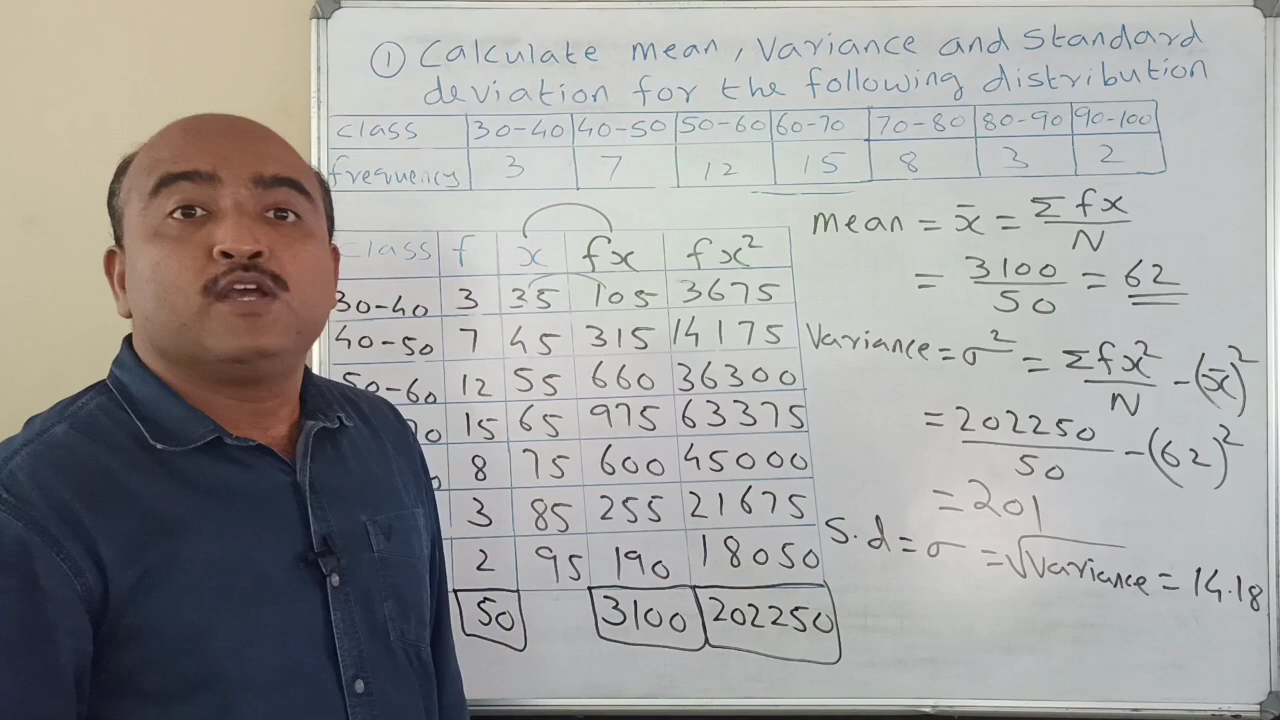 ① Calculate mean, variance and standard
deviation for the following distribution
class 30-40 40-50 50-60 60-70 70-80 80-90 90-100
frequency 3 7 12 15 8 3 2
class f x fx fx²
30-40 3 35 105 3675
40-50 7 45 315 14175
50-60 12 55 660 36300
70 15 65 975 63375
8 75 600 45000
3 85 255 21675
2 95 190 18050
50 3100 202250
mean = x̄ = Σfx/N
= 3100/50 = 62
Variance = σ² = Σfx²/N - (x̄)²
= 202250/50 - (62)²
= 201
S.d = σ = √variance = 14.18